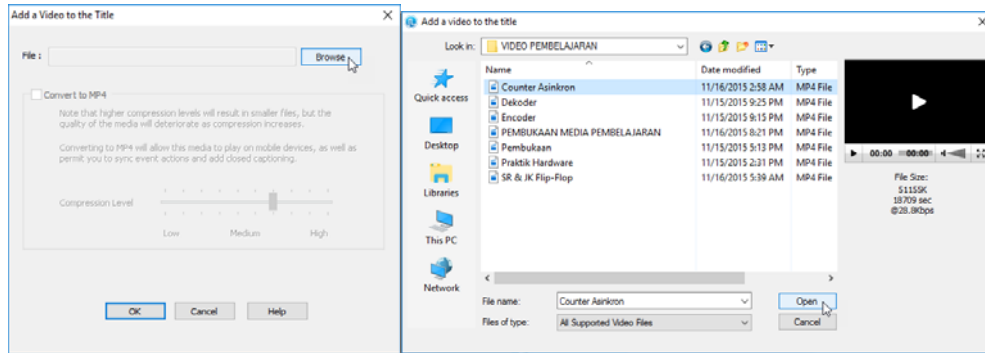 Add a Video to the Title
File :
Browse
Convert to MP4
Note that higher compression levels will result in smaller files, but the
quality of the media will deteriorate as compression increases.
Converting to MP4 will allow this media to play on mobile devices, as well as
permit you to sync event actions and add closed captioning.
Compression Level
Low Medium High
OK Cancel Help
Add a video to the title
Look in: VIDEO PEMBELAJARAN
Quick access
Desktop
Libraries
This PC
Network
Name Date modified Type
Counter Asinkron 11/16/2015 2:58 AM MP4 File
Dekoder 11/15/2015 9:25 PM MP4 File
Encoder 11/15/2015 9:15 PM MP4 File
PEMBUKAAN MEDIA PEMBELAJARAN 11/16/2015 8:21 PM MP4 File
Pembukaan 11/15/2015 5:13 PM MP4 File
Praktik Hardware 11/15/2015 2:31 PM MP4 File
SR & JK Flip-Flop 11/16/2015 5:39 AM MP4 File
00:00 00:00
File Size:
51155K
18709 sec
@28.8Kbps
File name: Counter Asinkron Open
Files of type: All Supported Video Files Cancel